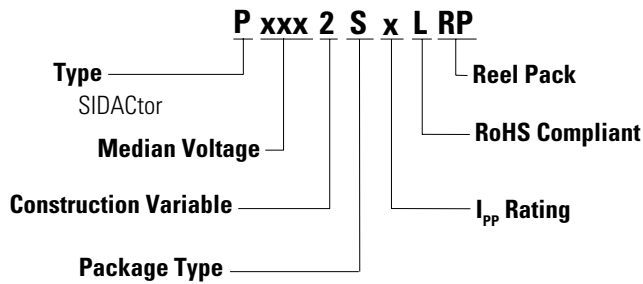 P xxx 2 S x L RP
Type
SIDACtor
Median Voltage
Construction Variable
Package Type
Reel Pack
RoHS Compliant
IPP Rating